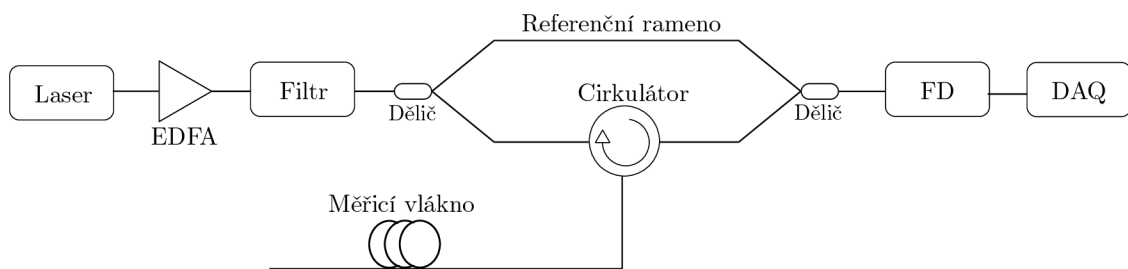 Referenční rameno
Laser
EDFA
Filtr
Dělič
Cirkulátor
Dělič
FD
DAQ
Měřicí vlákno